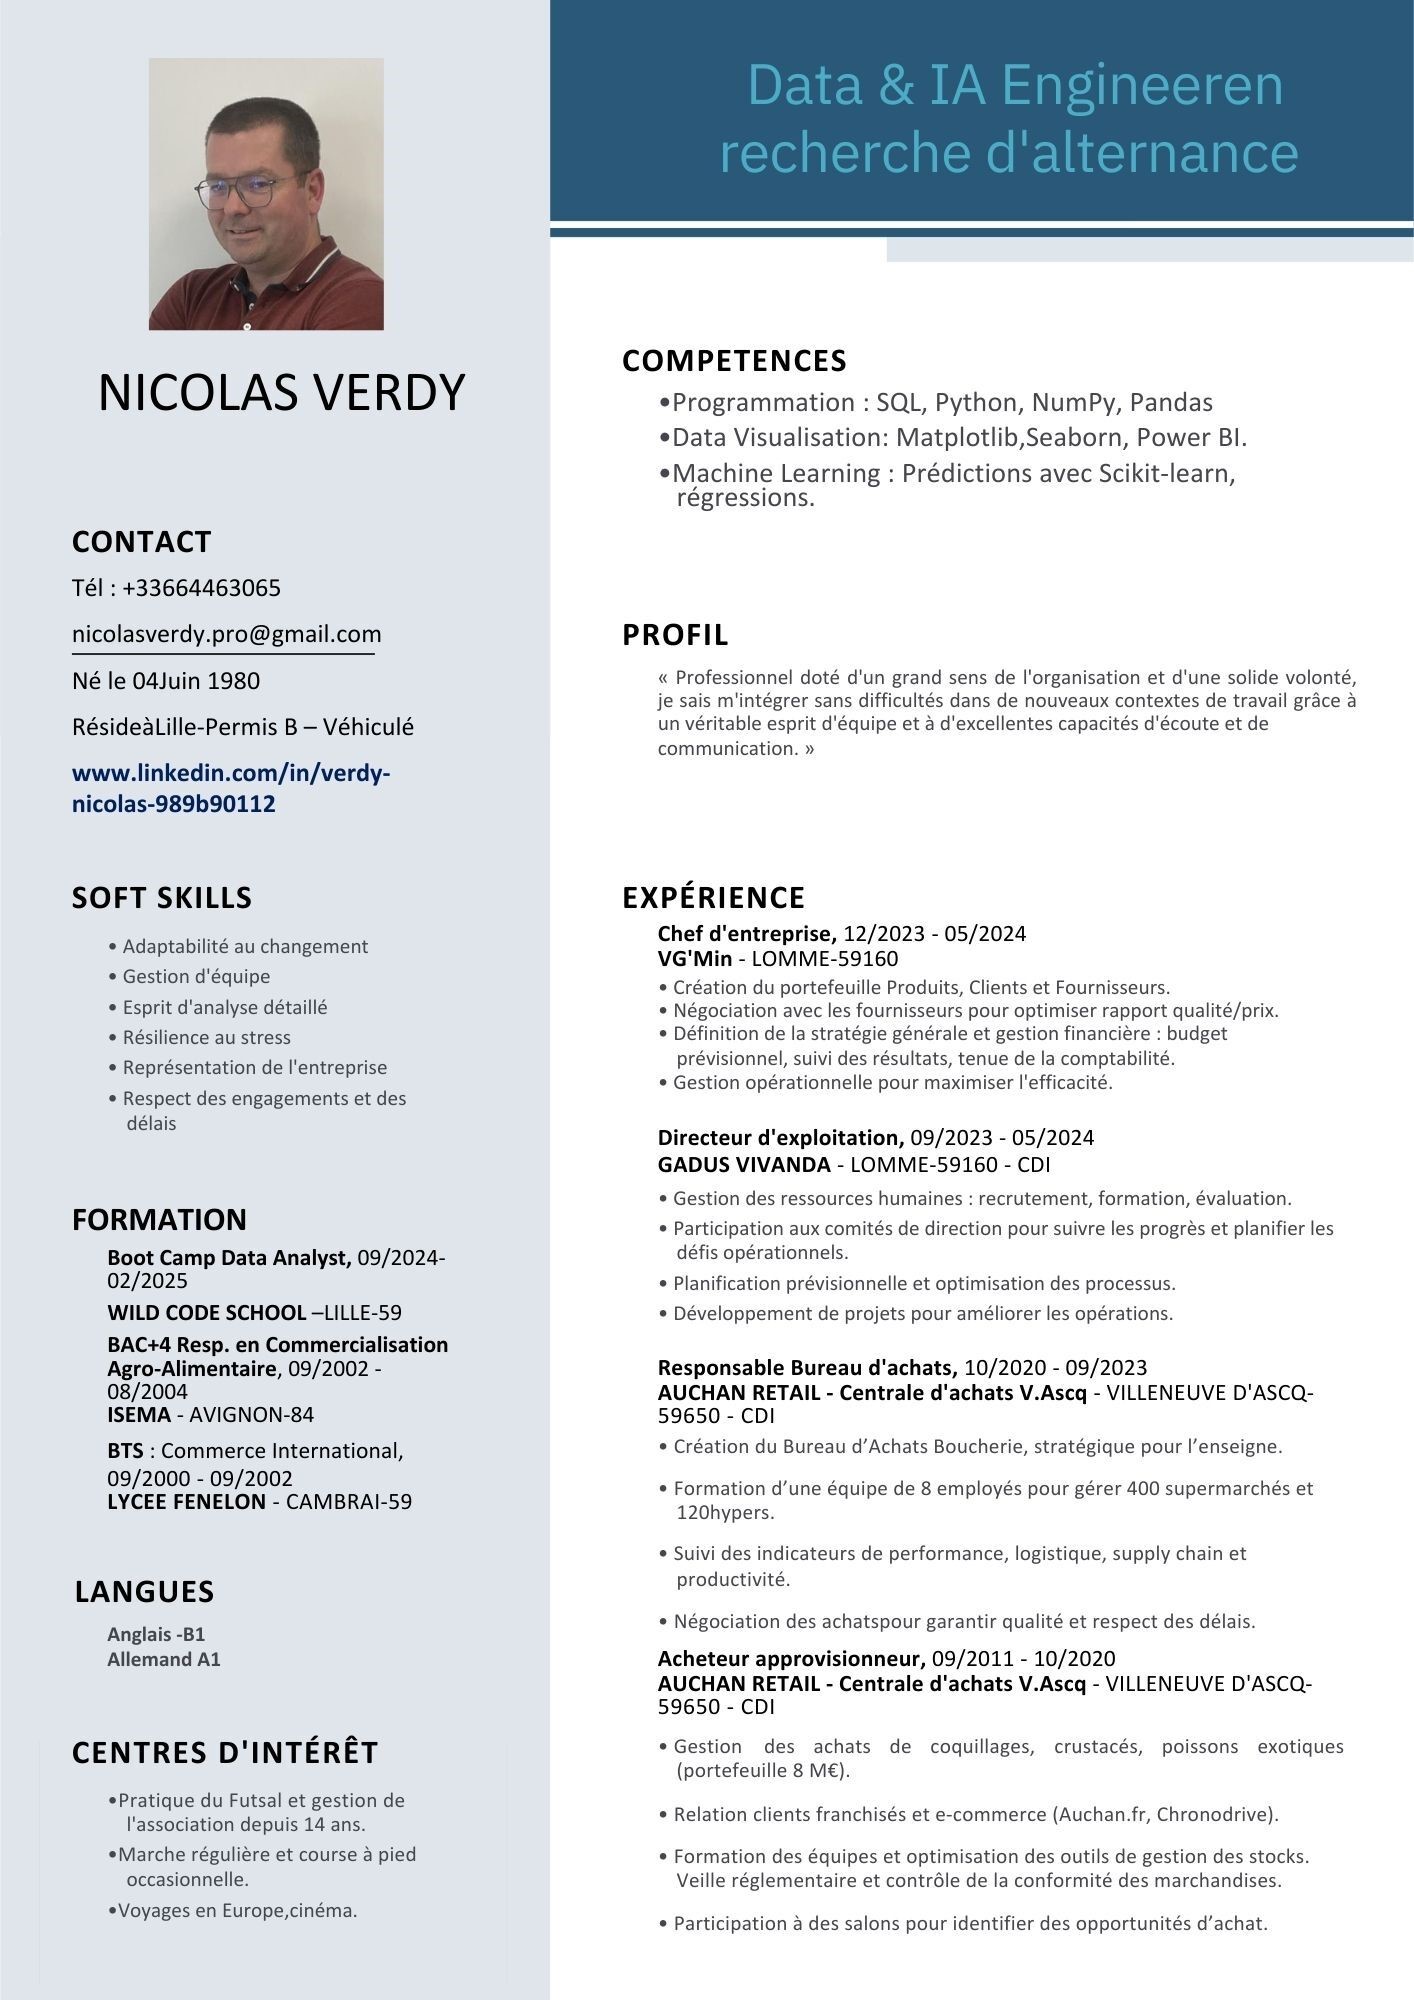 Data & IA Engineeren
recherche d'alternance
NICOLAS VERDY
CONTACT
Tél : +33664463065
nicolasverdy.pro@gmail.com
Né le 04Juin 1980
RésideàLille-Permis B – Véhiculé
www.linkedin.com/in/verdy-
nicolas-989b90112
SOFT SKILLS
• Adaptabilité au changement
• Gestion d'équipe
• Esprit d'analyse détaillé
• Résilience au stress
• Représentation de l'entreprise
• Respect des engagements et des
délais
FORMATION
Boot Camp Data Analyst, 09/2024-
02/2025
WILD CODE SCHOOL –LILLE-59
BAC+4 Resp. en Commercialisation
Agro-Alimentaire, 09/2002 -
08/2004
ISEMA - AVIGNON-84
BTS : Commerce International,
09/2000 - 09/2002
LYCEE FENELON - CAMBRAI-59
LANGUES
Anglais -B1
Allemand A1
CENTRES D'INTÉRÊT
•Pratique du Futsal et gestion de
l'association depuis 14 ans.
•Marche régulière et course à pied
occasionnelle.
•Voyages en Europe,cinéma.
COMPETENCES
•Programmation : SQL, Python, NumPy, Pandas
•Data Visualisation: Matplotlib,Seaborn, Power BI.
•Machine Learning : Prédictions avec Scikit-learn,
régressions.
PROFIL
« Professionnel doté d'un grand sens de l'organisation et d'une solide volonté,
je sais m'intégrer sans difficultés dans de nouveaux contextes de travail grâce à
un véritable esprit d'équipe et à d'excellentes capacités d'écoute et de
communication. »
EXPÉRIENCE
Chef d'entreprise, 12/2023 - 05/2024
VG'Min - LOMME-59160
• Création du portefeuille Produits, Clients et Fournisseurs.
• Négociation avec les fournisseurs pour optimiser rapport qualité/prix.
• Définition de la stratégie générale et gestion financière : budget
prévisionnel, suivi des résultats, tenue de la comptabilité.
• Gestion opérationnelle pour maximiser l'efficacité.
Directeur d'exploitation, 09/2023 - 05/2024
GADUS VIVANDA - LOMME-59160 - CDI
• Gestion des ressources humaines : recrutement, formation, évaluation.
• Participation aux comités de direction pour suivre les progrès et planifier les
défis opérationnels.
• Planification prévisionnelle et optimisation des processus.
• Développement de projets pour améliorer les opérations.
Responsable Bureau d'achats, 10/2020 - 09/2023
AUCHAN RETAIL - Centrale d'achats V.Ascq - VILLENEUVE D'ASCQ-
59650 - CDI
• Création du Bureau d’Achats Boucherie, stratégique pour l’enseigne.
• Formation d’une équipe de 8 employés pour gérer 400 supermarchés et
120hypers.
• Suivi des indicateurs de performance, logistique, supply chain et
productivité.
• Négociation des achatspour garantir qualité et respect des délais.
Acheteur approvisionneur, 09/2011 - 10/2020
AUCHAN RETAIL - Centrale d'achats V.Ascq - VILLENEUVE D'ASCQ-
59650 - CDI
• Gestion des achats de coquillages, crustacés, poissons exotiques
(portefeuille 8 M€).
• Relation clients franchisés et e-commerce (Auchan.fr, Chronodrive).
• Formation des équipes et optimisation des outils de gestion des stocks.
Veille réglementaire et contrôle de la conformité des marchandises.
• Participation à des salons pour identifier des opportunités d’achat.